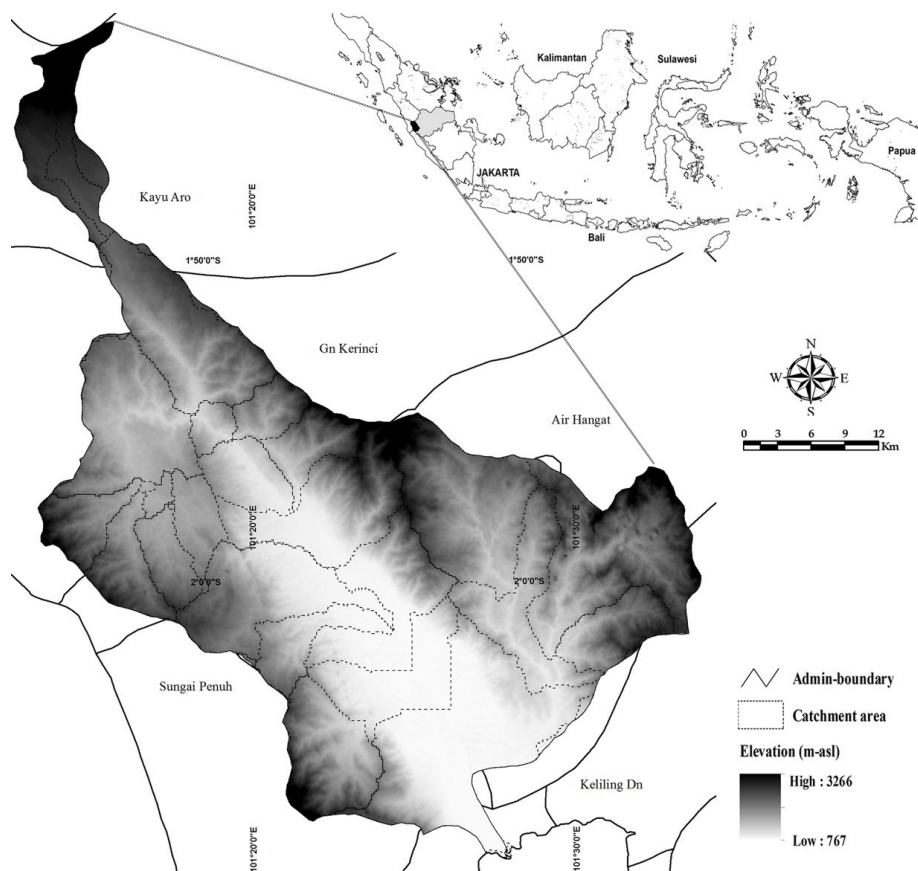 Kalimantan
Sulawesi
Papua
JAKARTA
Bali
Kayu Aro
101°20'0"E
1°50'0"S
1°50'0"S
Gn Kerinci
N
W
E
S
Air Hangat
0 3 6 9 12
Km
101°20'0"E
101°30'0"E
2°0'0"S
2°0'0"S
Sungai Penuh
Admin-boundary
Catchment area
Elevation (m-asl)
High : 3266
Low : 767
Keliling Dn
101°20'0"E
101°30'0"E